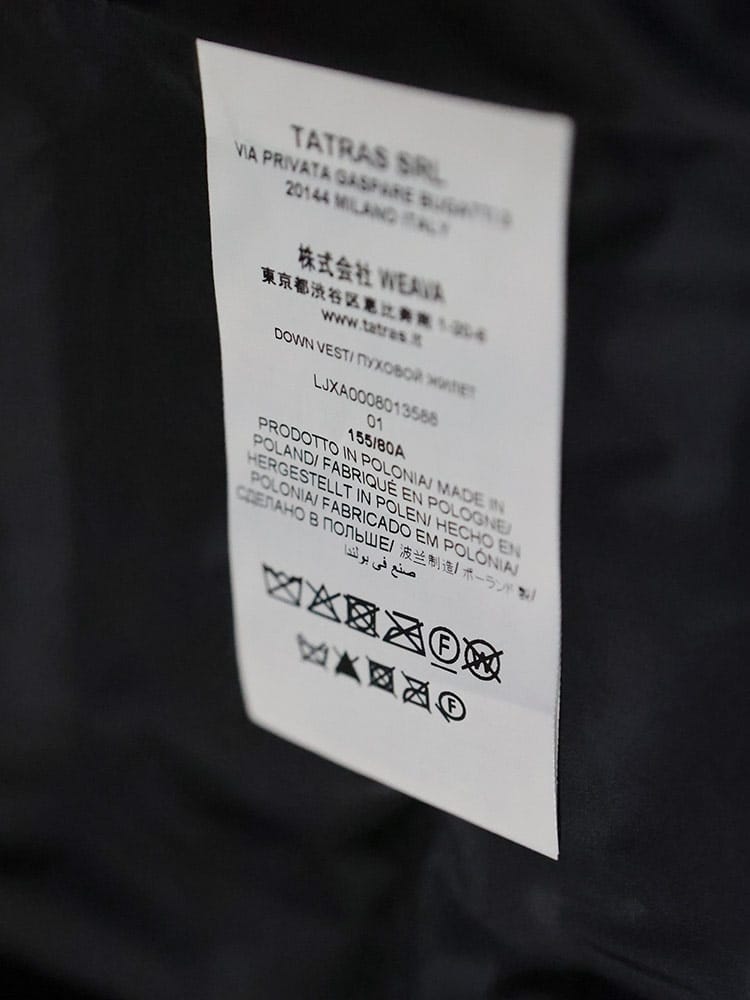 TATRAS SRL
VIA PRIVATA GASPARE BUGATTI
20144 MILANO ITALY
株式会社 WEAVA
東京都渋谷区恵比寿南 1-20-6
www.tatras.it
DOWN VEST/ ПУХОВОЙ ЖИЛЕТ
LJXA0008013588
01
155/80A
PRODOTTO IN POLONIA/ MADE IN
POLAND/ FABRIQUÉ EN POLOGNE/
HERGESTELLT IN POLEN/ HECHO EN
POLONIA/ FABRICADO EM POLÓNIA/
СДЕЛАНО В ПОЛЬШЕ/ 波兰制造/ ポーランド 製/
صنع في بولندا
F W
F